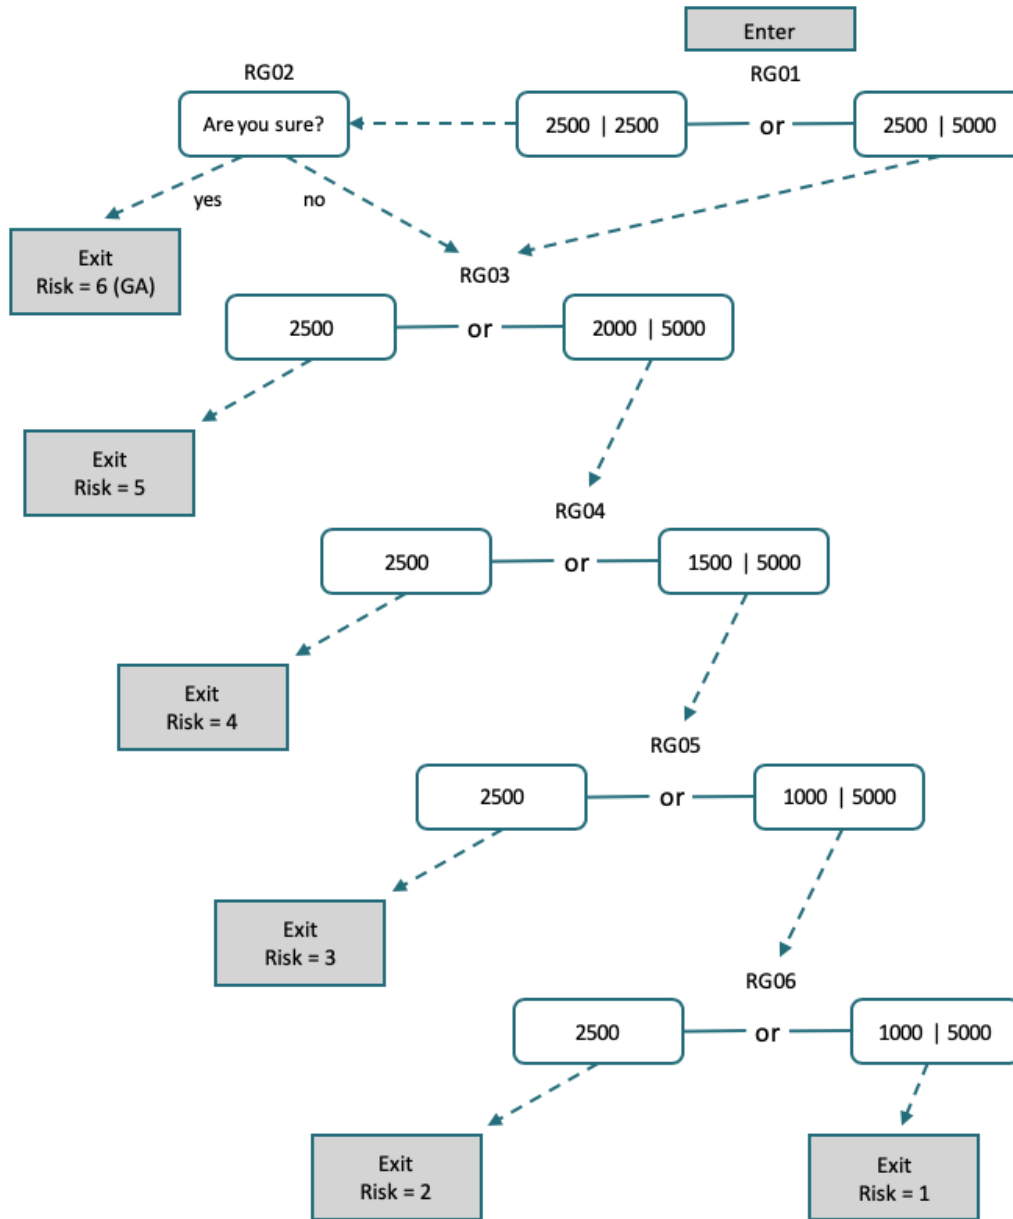 Enter
RG01
RG02
Are you sure?
2500 | 2500
or
2500 | 5000
yes
no
Exit
Risk = 6 (GA)
RG03
2500
or
2000 | 5000
Exit
Risk = 5
RG04
2500
or
1500 | 5000
Exit
Risk = 4
RG05
2500
or
1000 | 5000
Exit
Risk = 3
RG06
2500
or
1000 | 5000
Exit
Risk = 2
Exit
Risk = 1